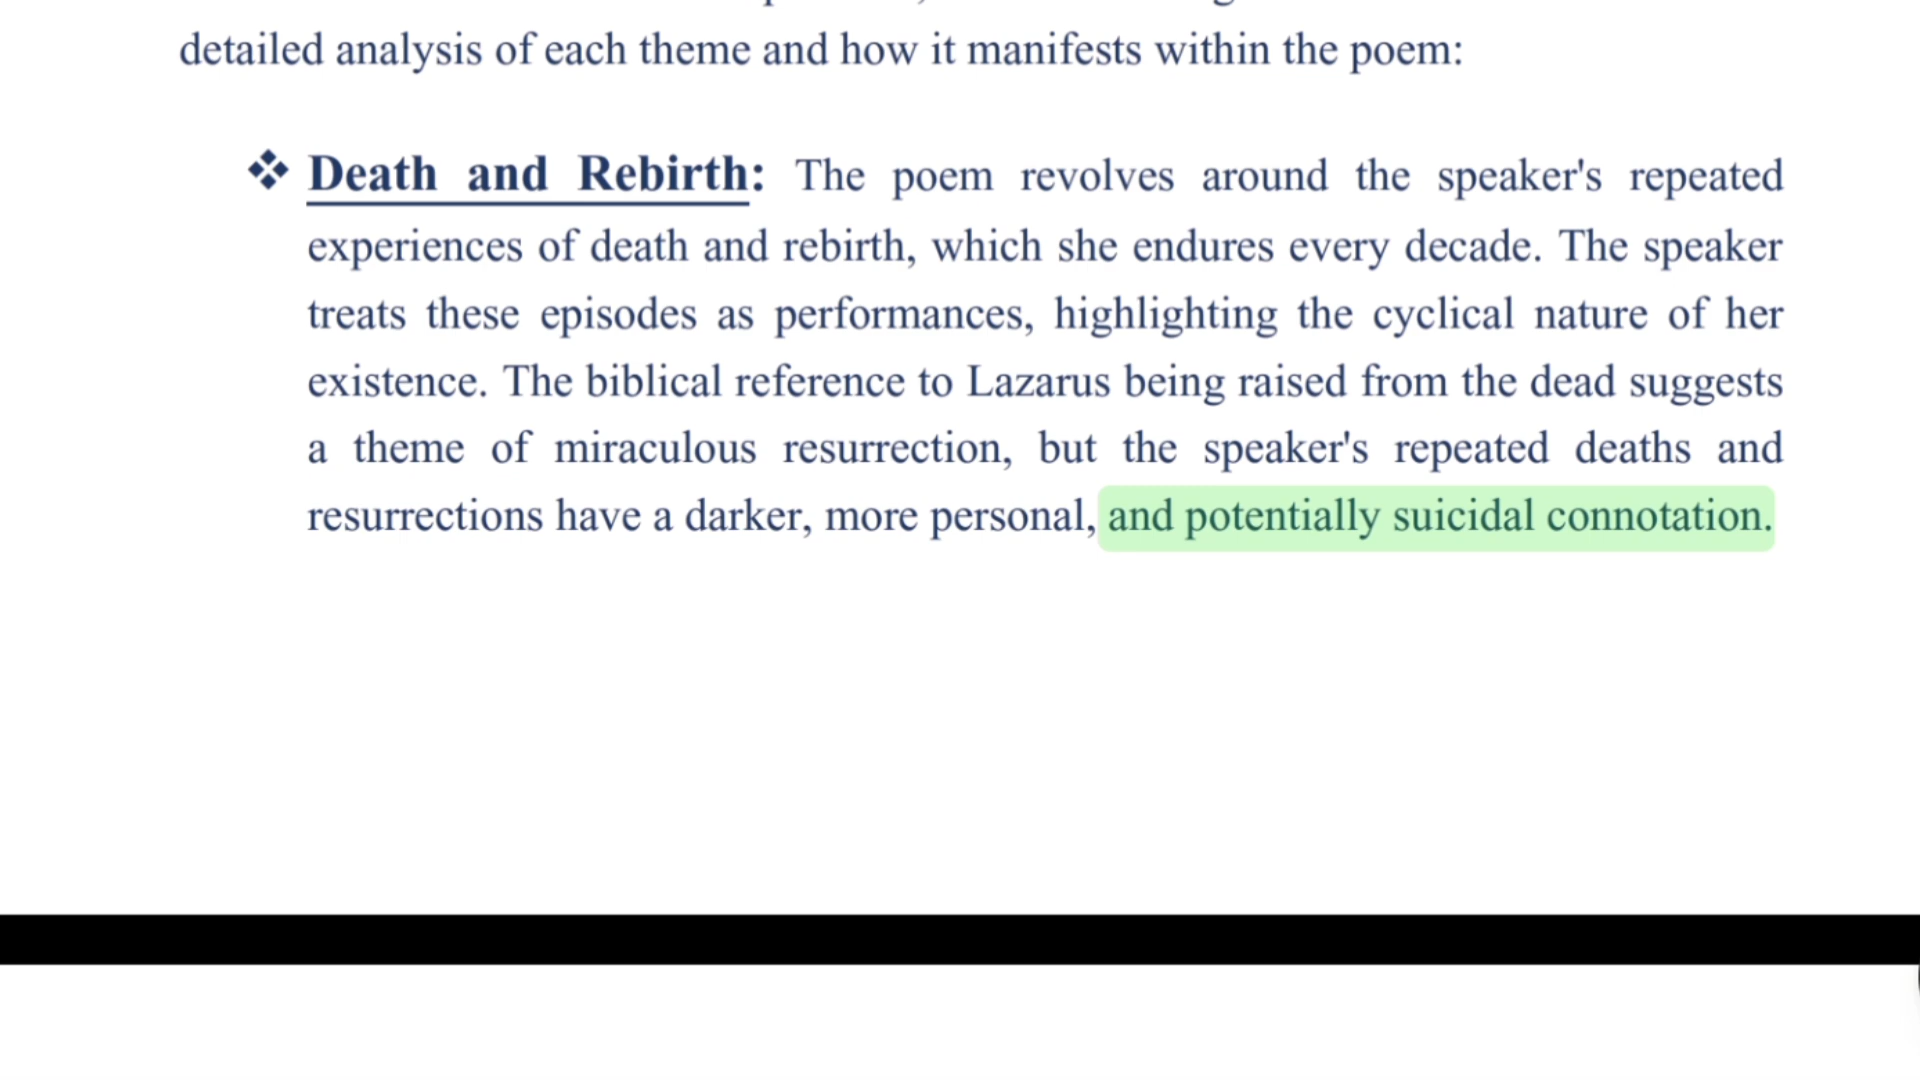 detailed analysis of each theme and how it manifests within the poem:
❖ Death and Rebirth: The poem revolves around the speaker's repeated
experiences of death and rebirth, which she endures every decade. The speaker
treats these episodes as performances, highlighting the cyclical nature of her
existence. The biblical reference to Lazarus being raised from the dead suggests
a theme of miraculous resurrection, but the speaker's repeated deaths and
resurrections have a darker, more personal, and potentially suicidal connotation.